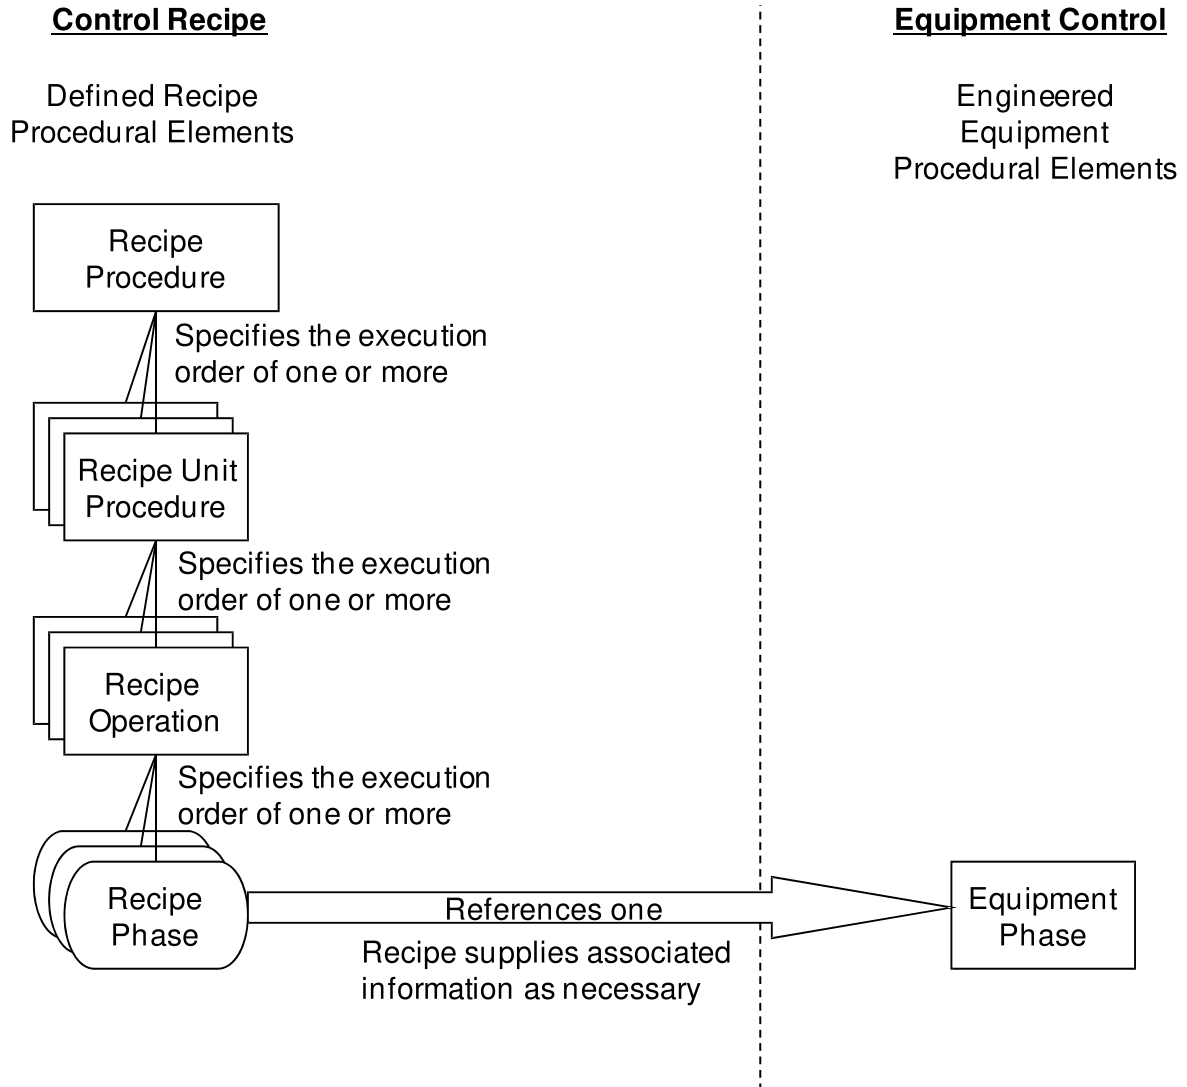 Control Recipe
Equipment Control
Defined Recipe
Procedural Elements
Engineered
Equipment
Procedural Elements
Recipe
Procedure
Specifies the execution
order of one or more
Recipe Unit
Procedure
Specifies the execution
order of one or more
Recipe
Operation
Specifies the execution
order of one or more
Recipe
Phase
References one
Recipe supplies associated
information as necessary
Equipment
Phase